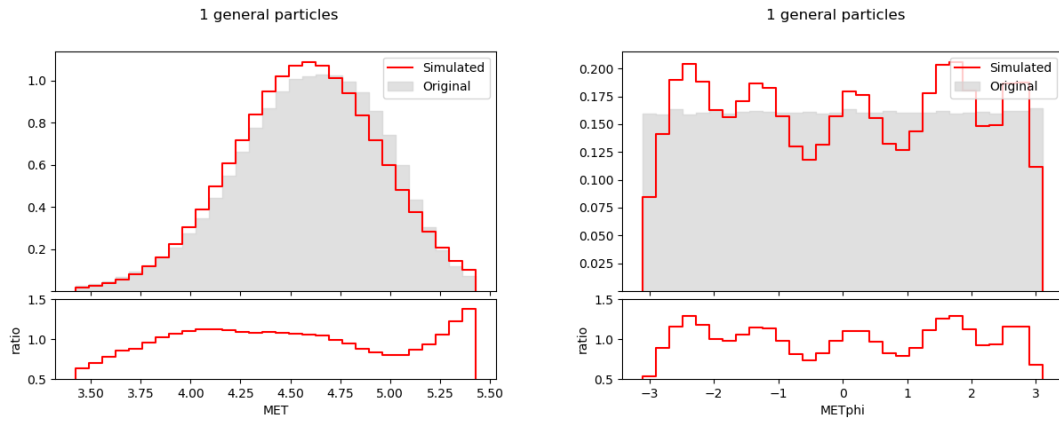 1 general particles
1.0
0.8
0.6
0.4
0.2
Simulated
Original
1.5
1.0
0.5
ratio
3.50 3.75 4.00 4.25 4.50 4.75 5.00 5.25 5.50
MET
1 general particles
0.200
0.175
0.150
0.125
0.100
0.075
0.050
0.025
Simulated
Original
1.5
1.0
0.5
ratio
−3 −2 −1 0 1 2 3
METphi